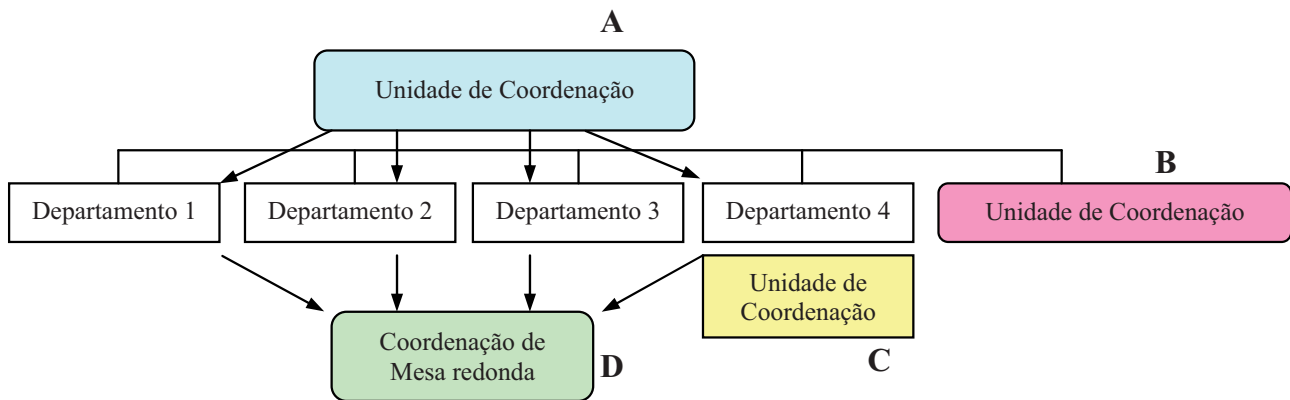 A
Unidade de Coordenação
B
Departamento 1
Departamento 2
Departamento 3
Departamento 4
Unidade de Coordenação
Unidade de
Coordenação
C
Coordenação de
Mesa redonda
D